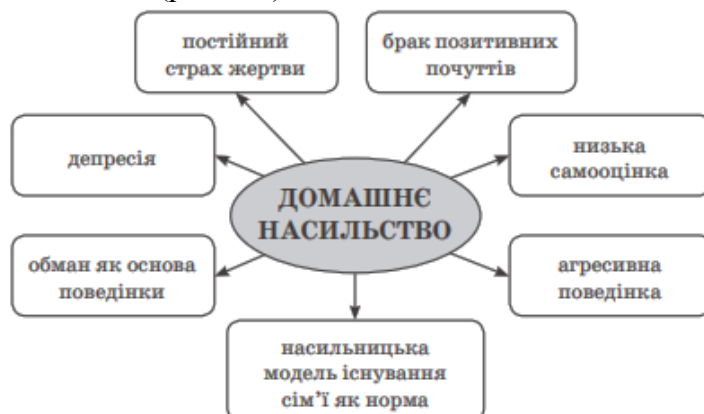 постійний
страх жертви
брак позитивних
почуттів
депресія
низька
самооцінка
ДОМАШНЄ
НАСИЛЬСТВО
обман як основа
поведінки
агресивна
поведінка
насильницька
модель існування
сім’ї як норма